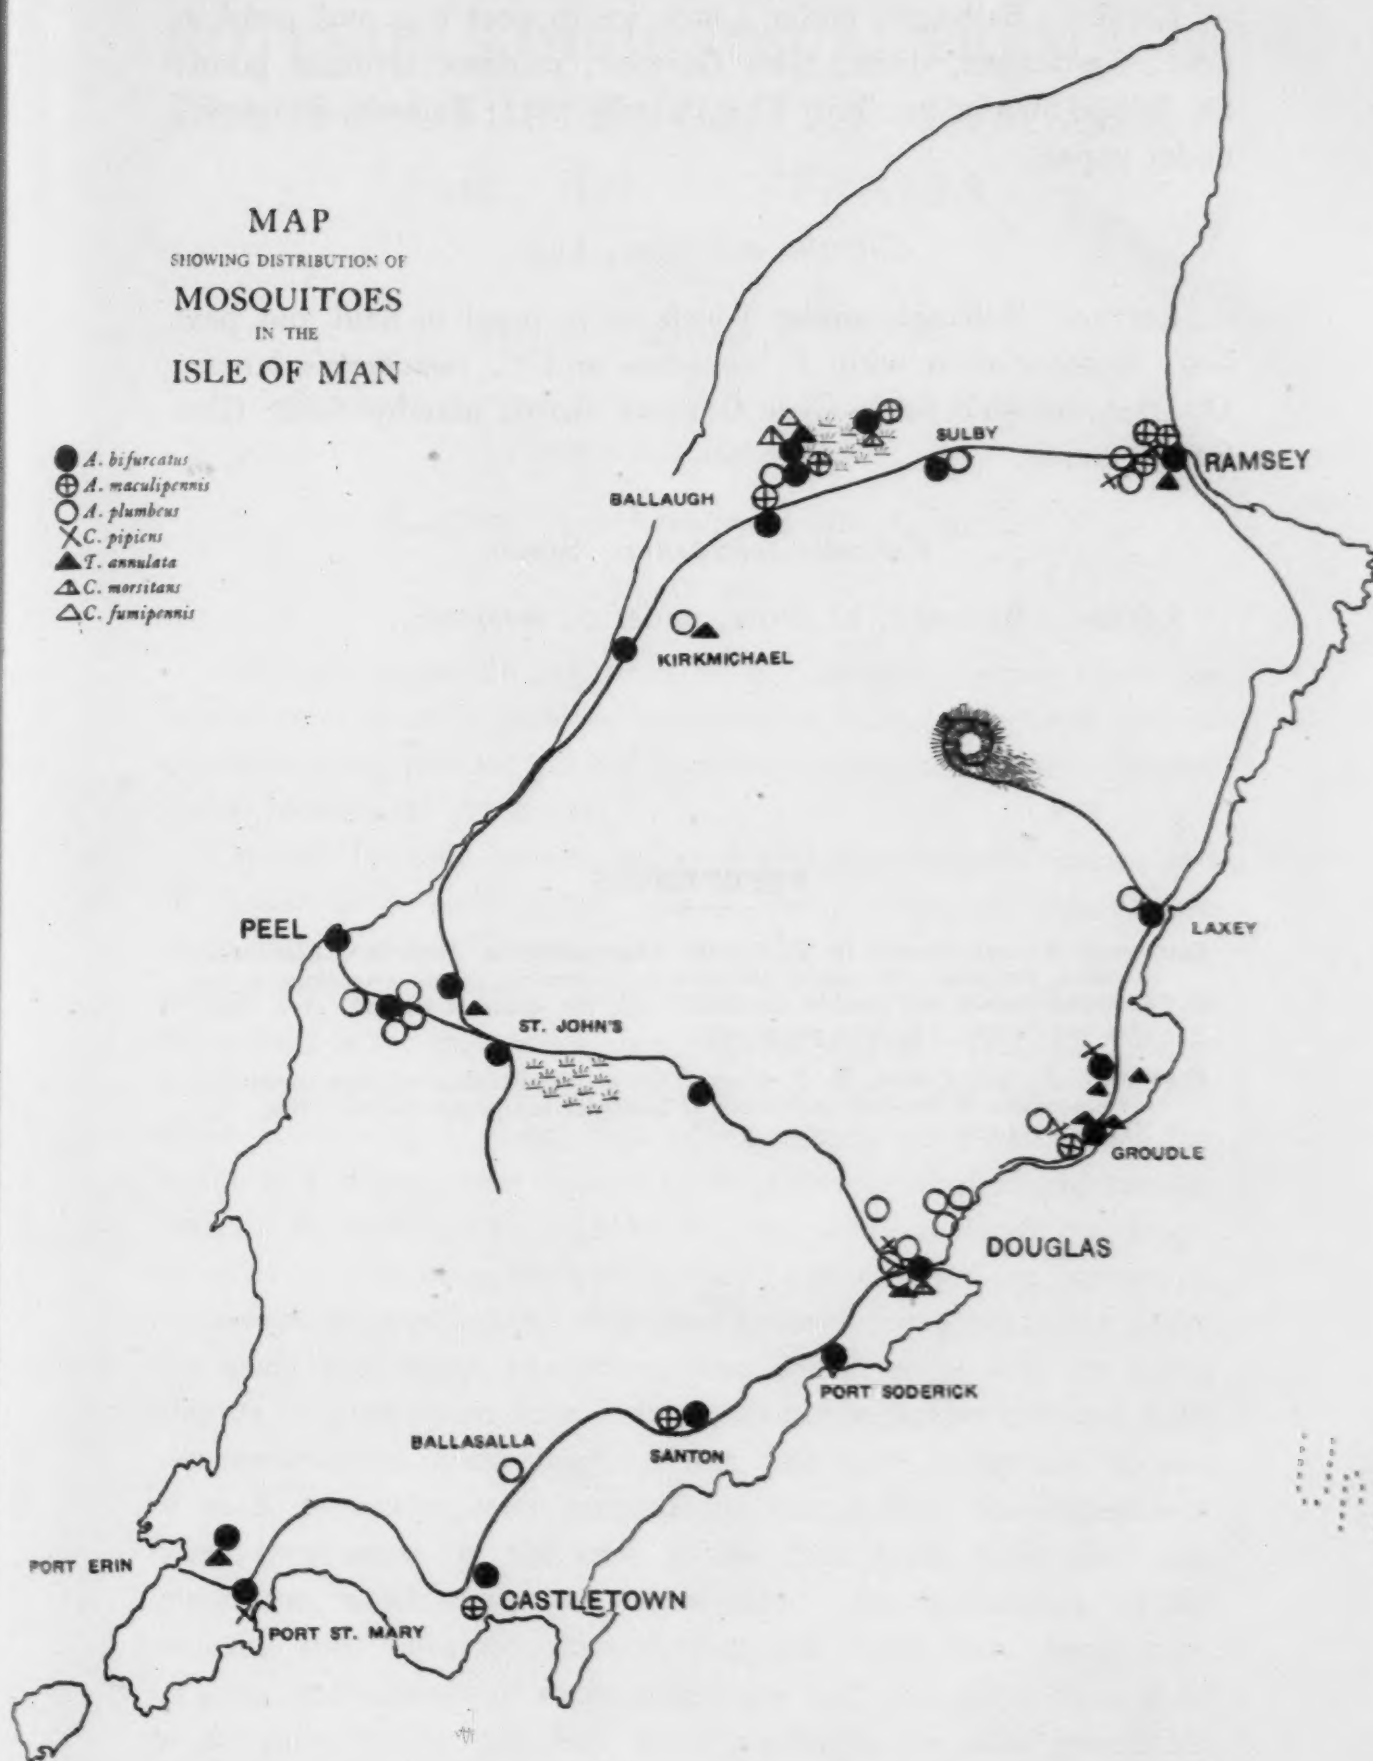 MAP
SHOWING DISTRIBUTION OF
MOSQUITOES
IN THE
ISLE OF MAN
A. bifurcatus
A. maculipennis
A. plumbeus
C. pipiens
T. annulata
C. morsitans
C. fumipennis
SULBY
RAMSEY
BALLAUGH
KIRKMICHAEL
PEEL
LAXEY
ST. JOHN'S
GROUDLE
DOUGLAS
PORT SODERICK
BALLASALLA
SANTON
PORT ERIN
CASTLETOWN
PORT ST. MARY